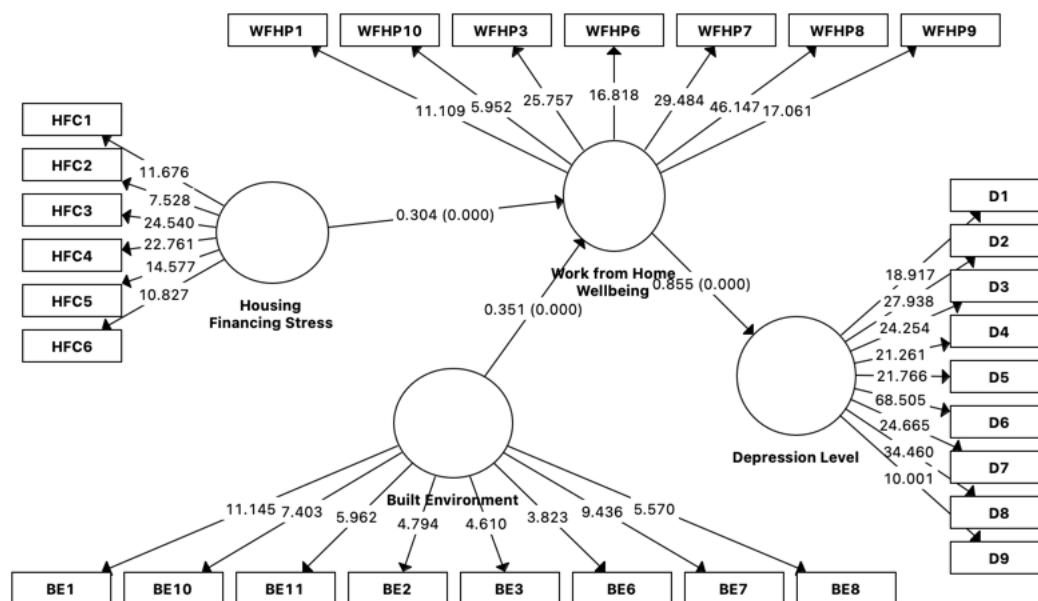 WFHP1 WFHP10 WFHP3 WFHP6 WFHP7 WFHP8 WFHP9
11.109 5.952 25.757 16.818 29.484 46.147 17.061
HFC1
HFC2
HFC3
HFC4
HFC5
HFC6
11.676
7.528
24.540
22.761
14.577
10.827
Housing
Financing Stress
0.304 (0.000)
Work from Home
Wellbeing
0.351 (0.000)
0.855 (0.000)
D1
D2
D3
D4
D5
D6
D7
D8
D9
18.917
27.938
24.254
21.261
21.766
68.505
24.665
34.460
10.001
Depression Level
Built Environment
11.145 7.403 5.962 4.794 4.610 3.823 9.436 5.570
BE1 BE10 BE11 BE2 BE3 BE6 BE7 BE8